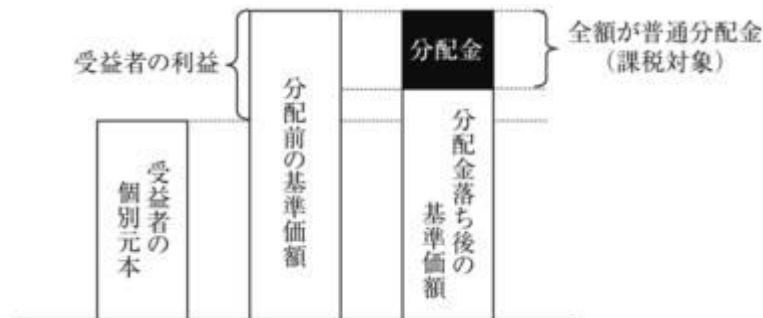 受益者の利益
受益者の
個別元本
分配前の基準価額
分配金
分配金落ち後の
基準価額
全額が普通分配金
（課税対象）